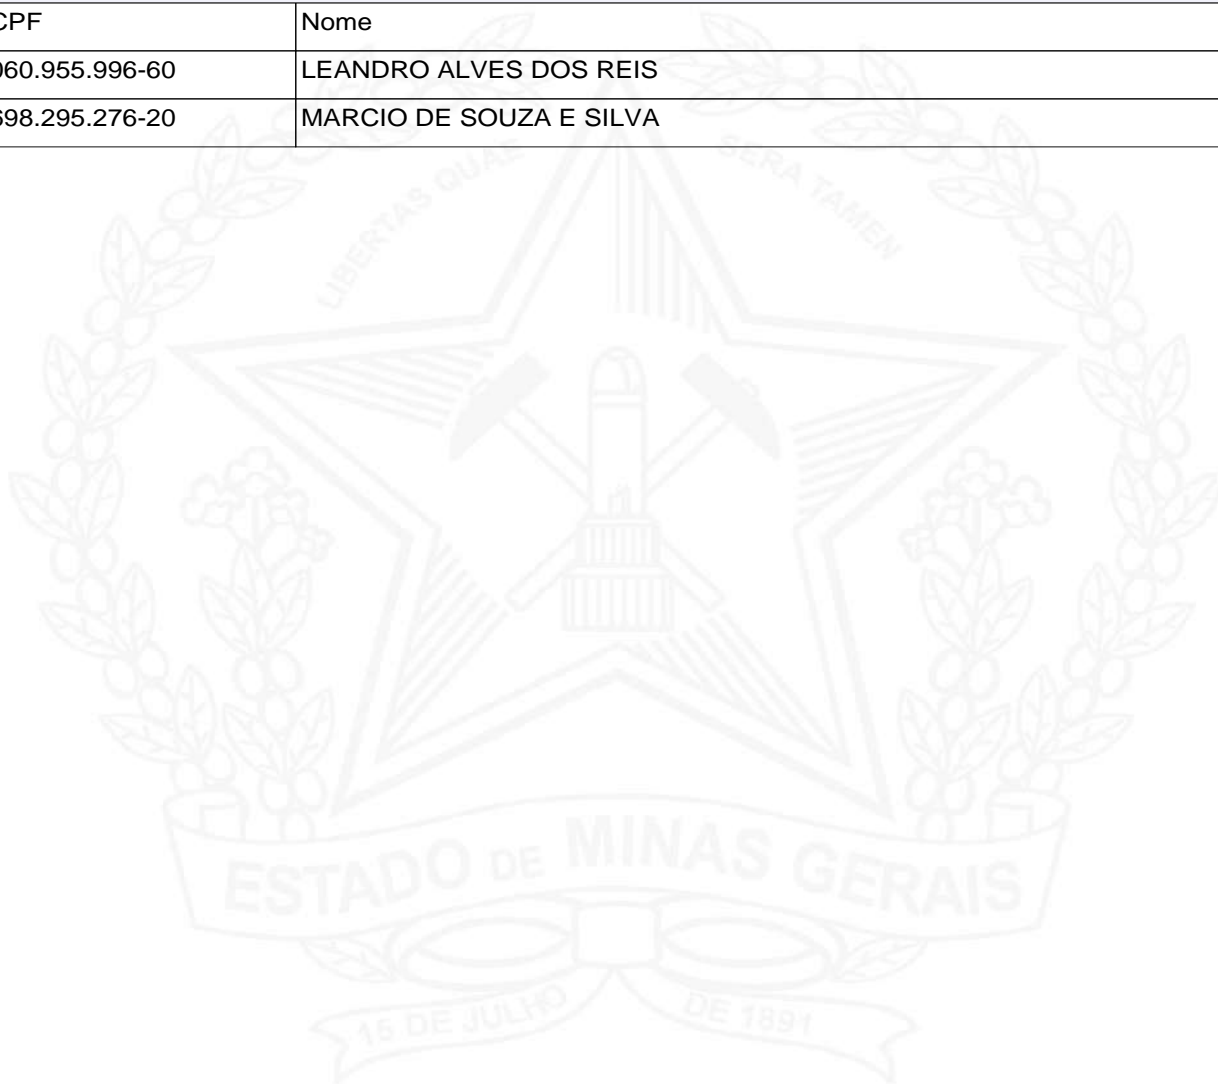 CPF Nome
060.955.996-60 LEANDRO ALVES DOS REIS
698.295.276-20 MARCIO DE SOUZA E SILVA
LIBERTAS QUAE SERA TAMEN
ESTADO DE MINAS GERAIS
15 DE JULHO DE 1891